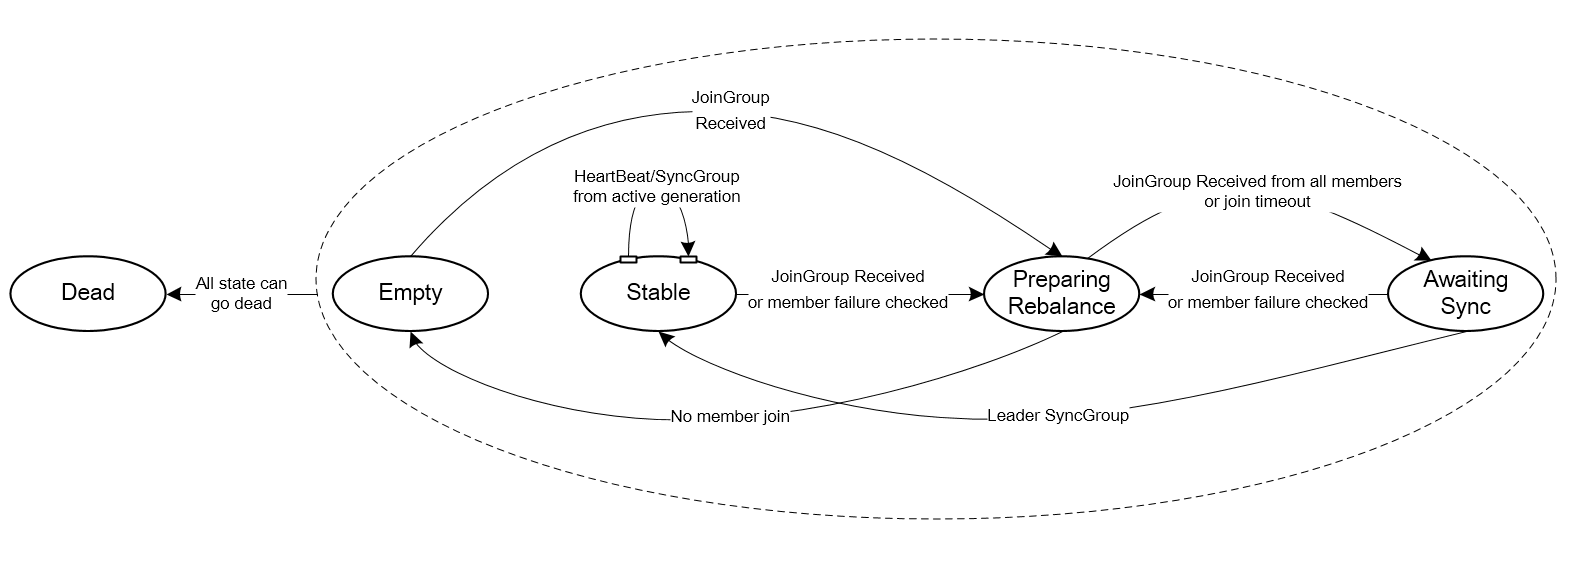 JoinGroup
Received
HeartBeat/SyncGroup
from active generation
JoinGroup Received from all members
or join timeout
Dead
All state can
go dead
Empty
Stable
JoinGroup Received
or member failure checked
Preparing
Rebalance
JoinGroup Received
or member failure checked
Awaiting
Sync
No member join
Leader SyncGroup